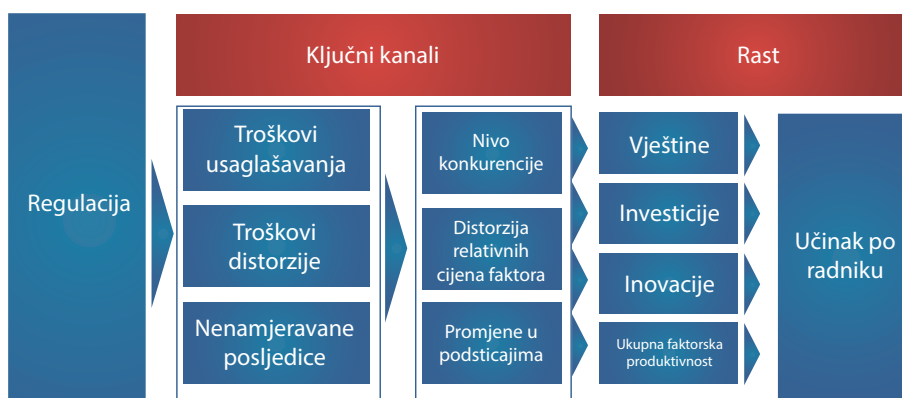 Ključni kanali
Rast
Regulacija
Troškovi
usaglašavanja
Troškovi
distorzije
Nenamjeravane
posljedice
Nivo
konkurencije
Distorzija
relativnih
cijena faktora
Promjene u
podsticajima
Vještine
Investicije
Inovacije
Ukupna faktorska
produktivnost
Učinak po
radniku